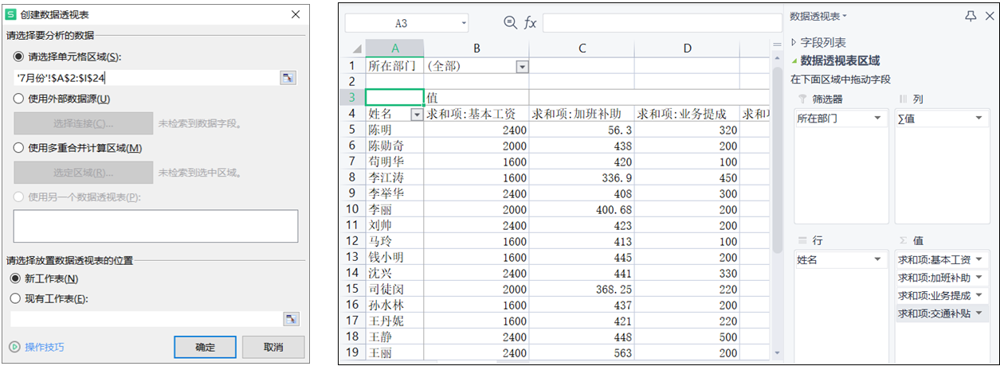 创建数据透视表
请选择要分析的数据
请选择单元格区域(S):
'7月份'!$A$2:$I$24
使用外部数据源(U)
选择连接(C)... 未检索到数据字段。
使用多重合并计算区域(M)
选定区域(R)... 未检索到选中区域。
使用另一个数据透视表(P):
请选择放置数据透视表的位置
新工作表(N)
现有工作表(E):
操作技巧 确定 取消
A3 fx
A B C D
1 所在部门 (全部)
2
3 值
4 姓名 求和项:基本工资 求和项:加班补助 求和项:业务提成 求和项
5 陈明 2400 56.3 320
6 陈勋奇 2000 438 200
7 苟明华 1600 420 100
8 李江涛 1600 336.9 450
9 李举华 2400 408 300
10 李丽 2000 400.68 200
11 刘帅 2400 423 200
12 马玲 1600 413 100
13 钱小明 1600 445 200
14 沈兴 2400 441 330
15 司徒闵 2000 368.25 220
16 孙水林 1600 437 200
17 王丹妮 1600 421 220
18 王静 2400 448 500
19 王丽 2400 563 200
数据透视表
字段列表
数据透视表区域
在下面区域中拖动字段
筛选器 列
所在部门 Σ值
行 Σ 值
姓名 求和项:基本工资
求和项:加班补助
求和项:业务提成
求和项:交通补贴